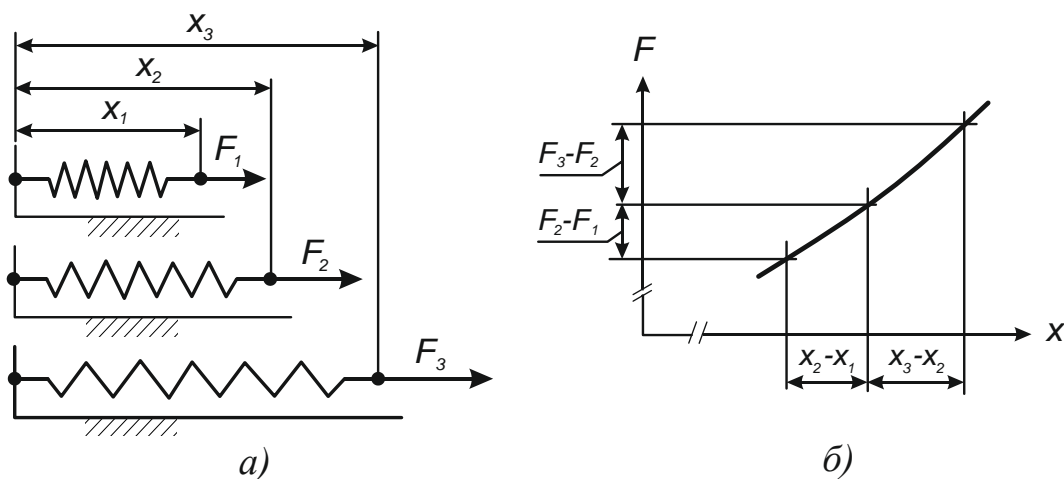 x₃
x₂
x₁
F₁
F₂
F₃
а)
F
F₃-F₂
F₂-F₁
x
x₂-x₁
x₃-x₂
б)